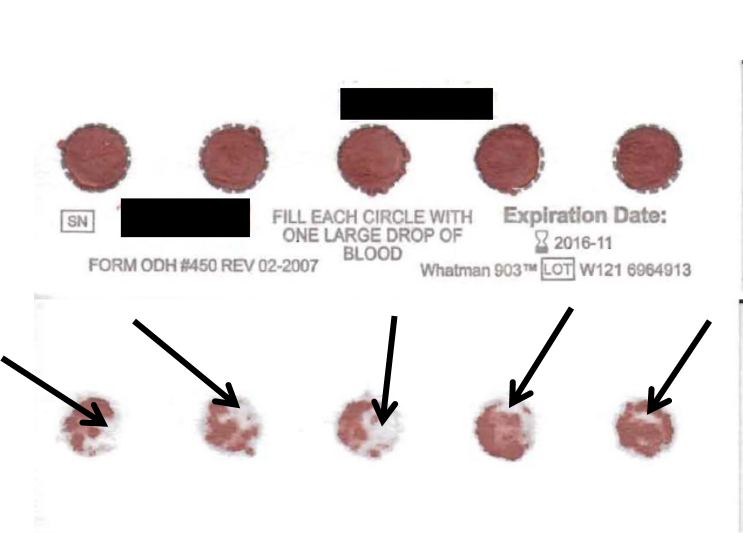 SN
FILL EACH CIRCLE WITH
ONE LARGE DROP OF
BLOOD
Expiration Date:
2016-11
FORM ODH #450 REV 02-2007
Whatman 903™ LOT W121 6964913